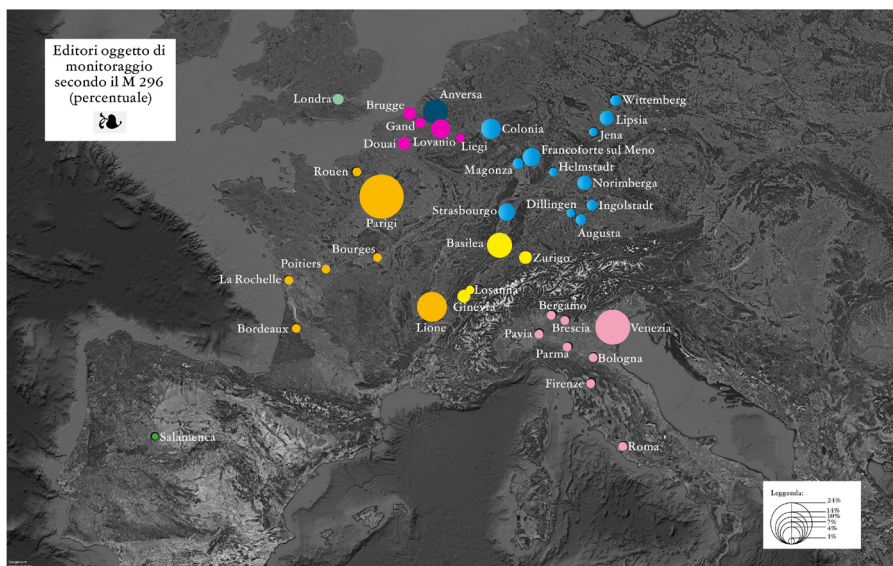 Editori oggetto di
monitoraggio
secondo il M 296
(percentuale)
Londra
Brugge
Anversa
Gand
Douai
Lovanio
Liegi
Colonia
Wittemberg
Lipsia
Jena
Francoforte sul Meno
Magonza
Helmstadt
Norimberga
Rouen
Parigi
Strasbourgo
Dillingen
Ingolstadt
Augusta
Basilea
Zurigo
Bourges
Poitiers
La Rochelle
Losanna
Ginevra
Bordeaux
Lione
Bergamo
Brescia
Venezia
Pavia
Parma
Bologna
Firenze
Salamenca
Roma
Leggenda:
24%
14%
10%
7%
4%
1%